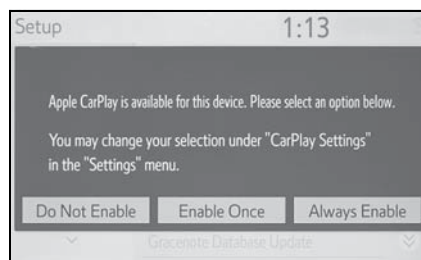 Setup 1:13
Apple CarPlay is available for this device. Please select an option below.
You may change your selection under "CarPlay Settings"
in the "Settings" menu.
Do Not Enable Enable Once Always Enable
Gracenote Database Update